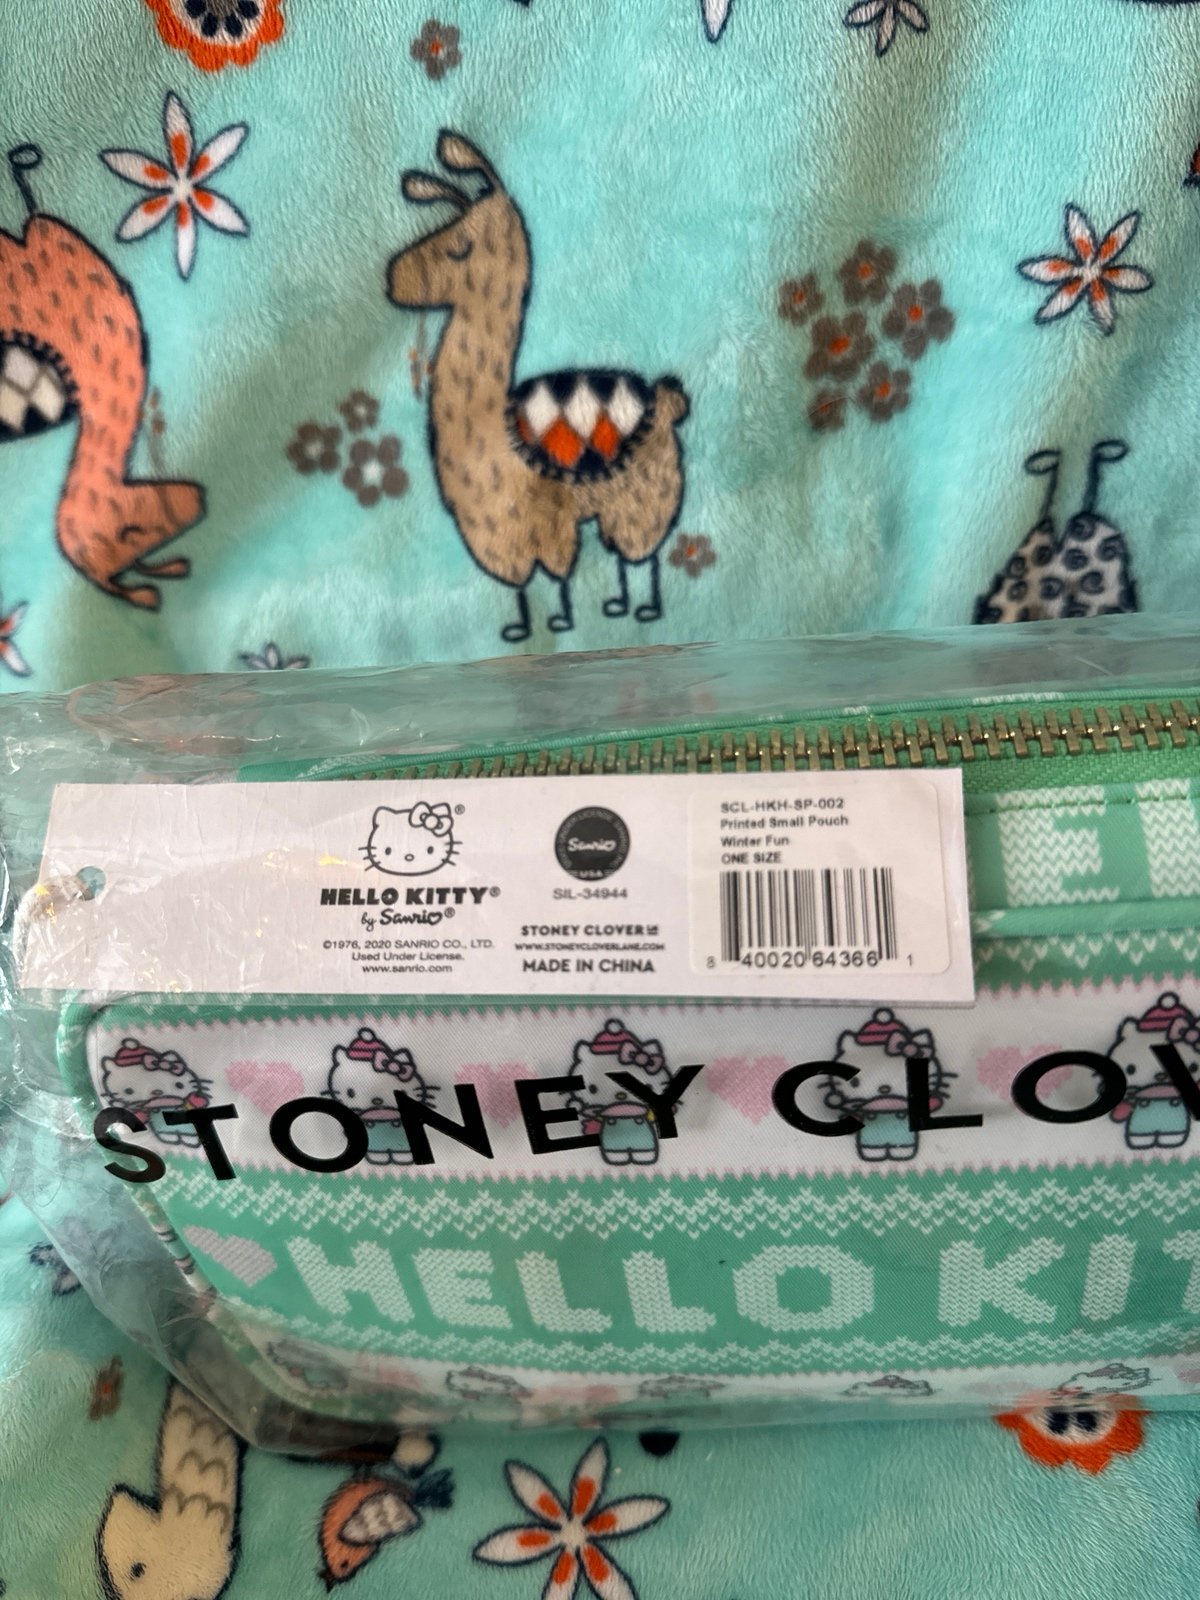 HELLO KITTY®
by Sanrio®
©1976, 2020 SANRIO CO., LTD.
Used Under License.
www.sanrio.com
Sanrio
USA
SIL-34944
STONEY CLOVER LN
WWW.STONEYCLOVERLANE.COM
MADE IN CHINA
SCL-HKH-SP-002
Printed Small Pouch
Winter Fun
ONE SIZE
8 40020 64366 1
STONEY CLOV
HELLO KIT